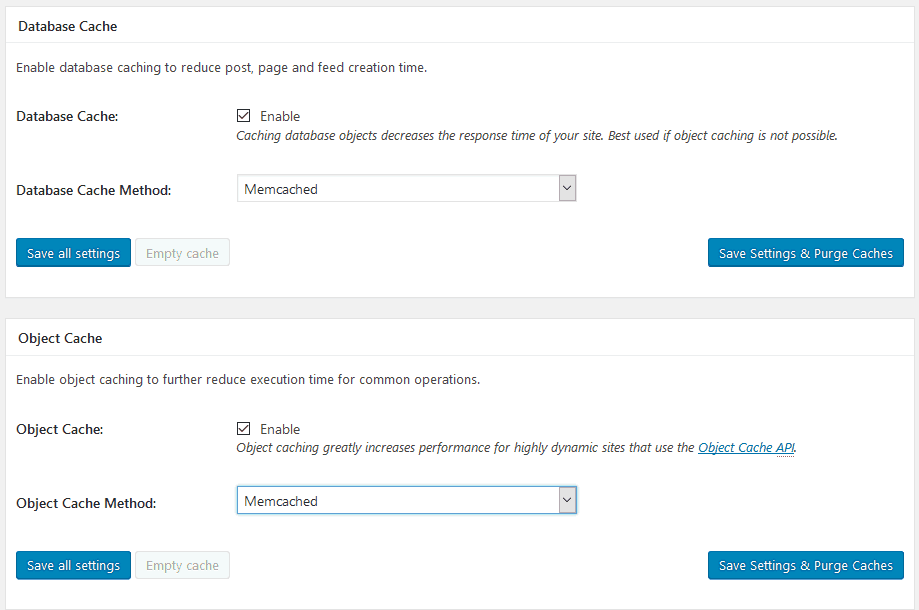 Database Cache
Enable database caching to reduce post, page and feed creation time.
Database Cache: Enable
Caching database objects decreases the response time of your site. Best used if object caching is not possible.
Database Cache Method: Memcached
Save all settings Empty cache Save Settings & Purge Caches
Object Cache
Enable object caching to further reduce execution time for common operations.
Object Cache: Enable
Object caching greatly increases performance for highly dynamic sites that use the Object Cache API.
Object Cache Method: Memcached
Save all settings Empty cache Save Settings & Purge Caches